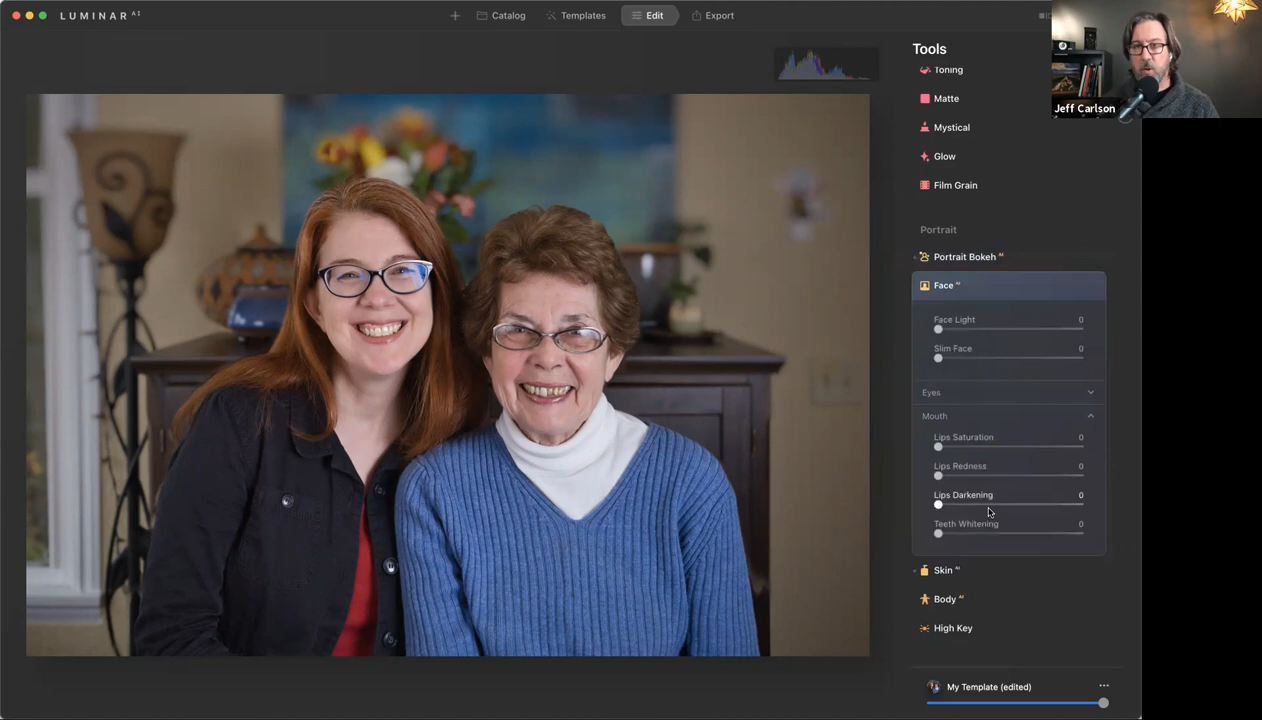 LUMINAR AI
Catalog
Templates
Edit
Export
Jeff Carlson
Tools
Toning
Matte
Mystical
Glow
Film Grain
Portrait
Portrait Bokeh AI
Face AI
Face Light 0
Slim Face 0
Eyes
Mouth
Lips Saturation 0
Lips Redness 0
Lips Darkening 0
Teeth Whitening 0
Skin AI
Body AI
High Key
My Template (edited)